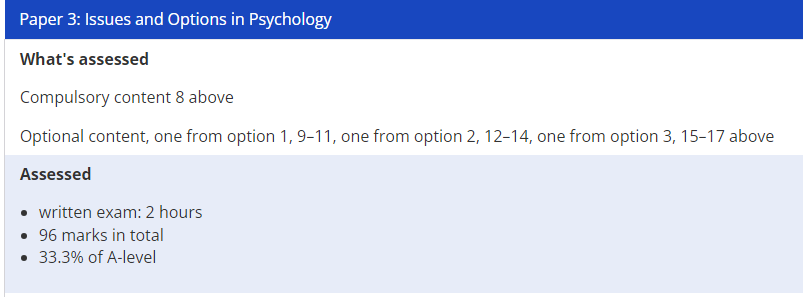 Paper 3: Issues and Options in Psychology
What's assessed
Compulsory content 8 above
Optional content, one from option 1, 9–11, one from option 2, 12–14, one from option 3, 15–17 above
Assessed
• written exam: 2 hours
• 96 marks in total
• 33.3% of A-level